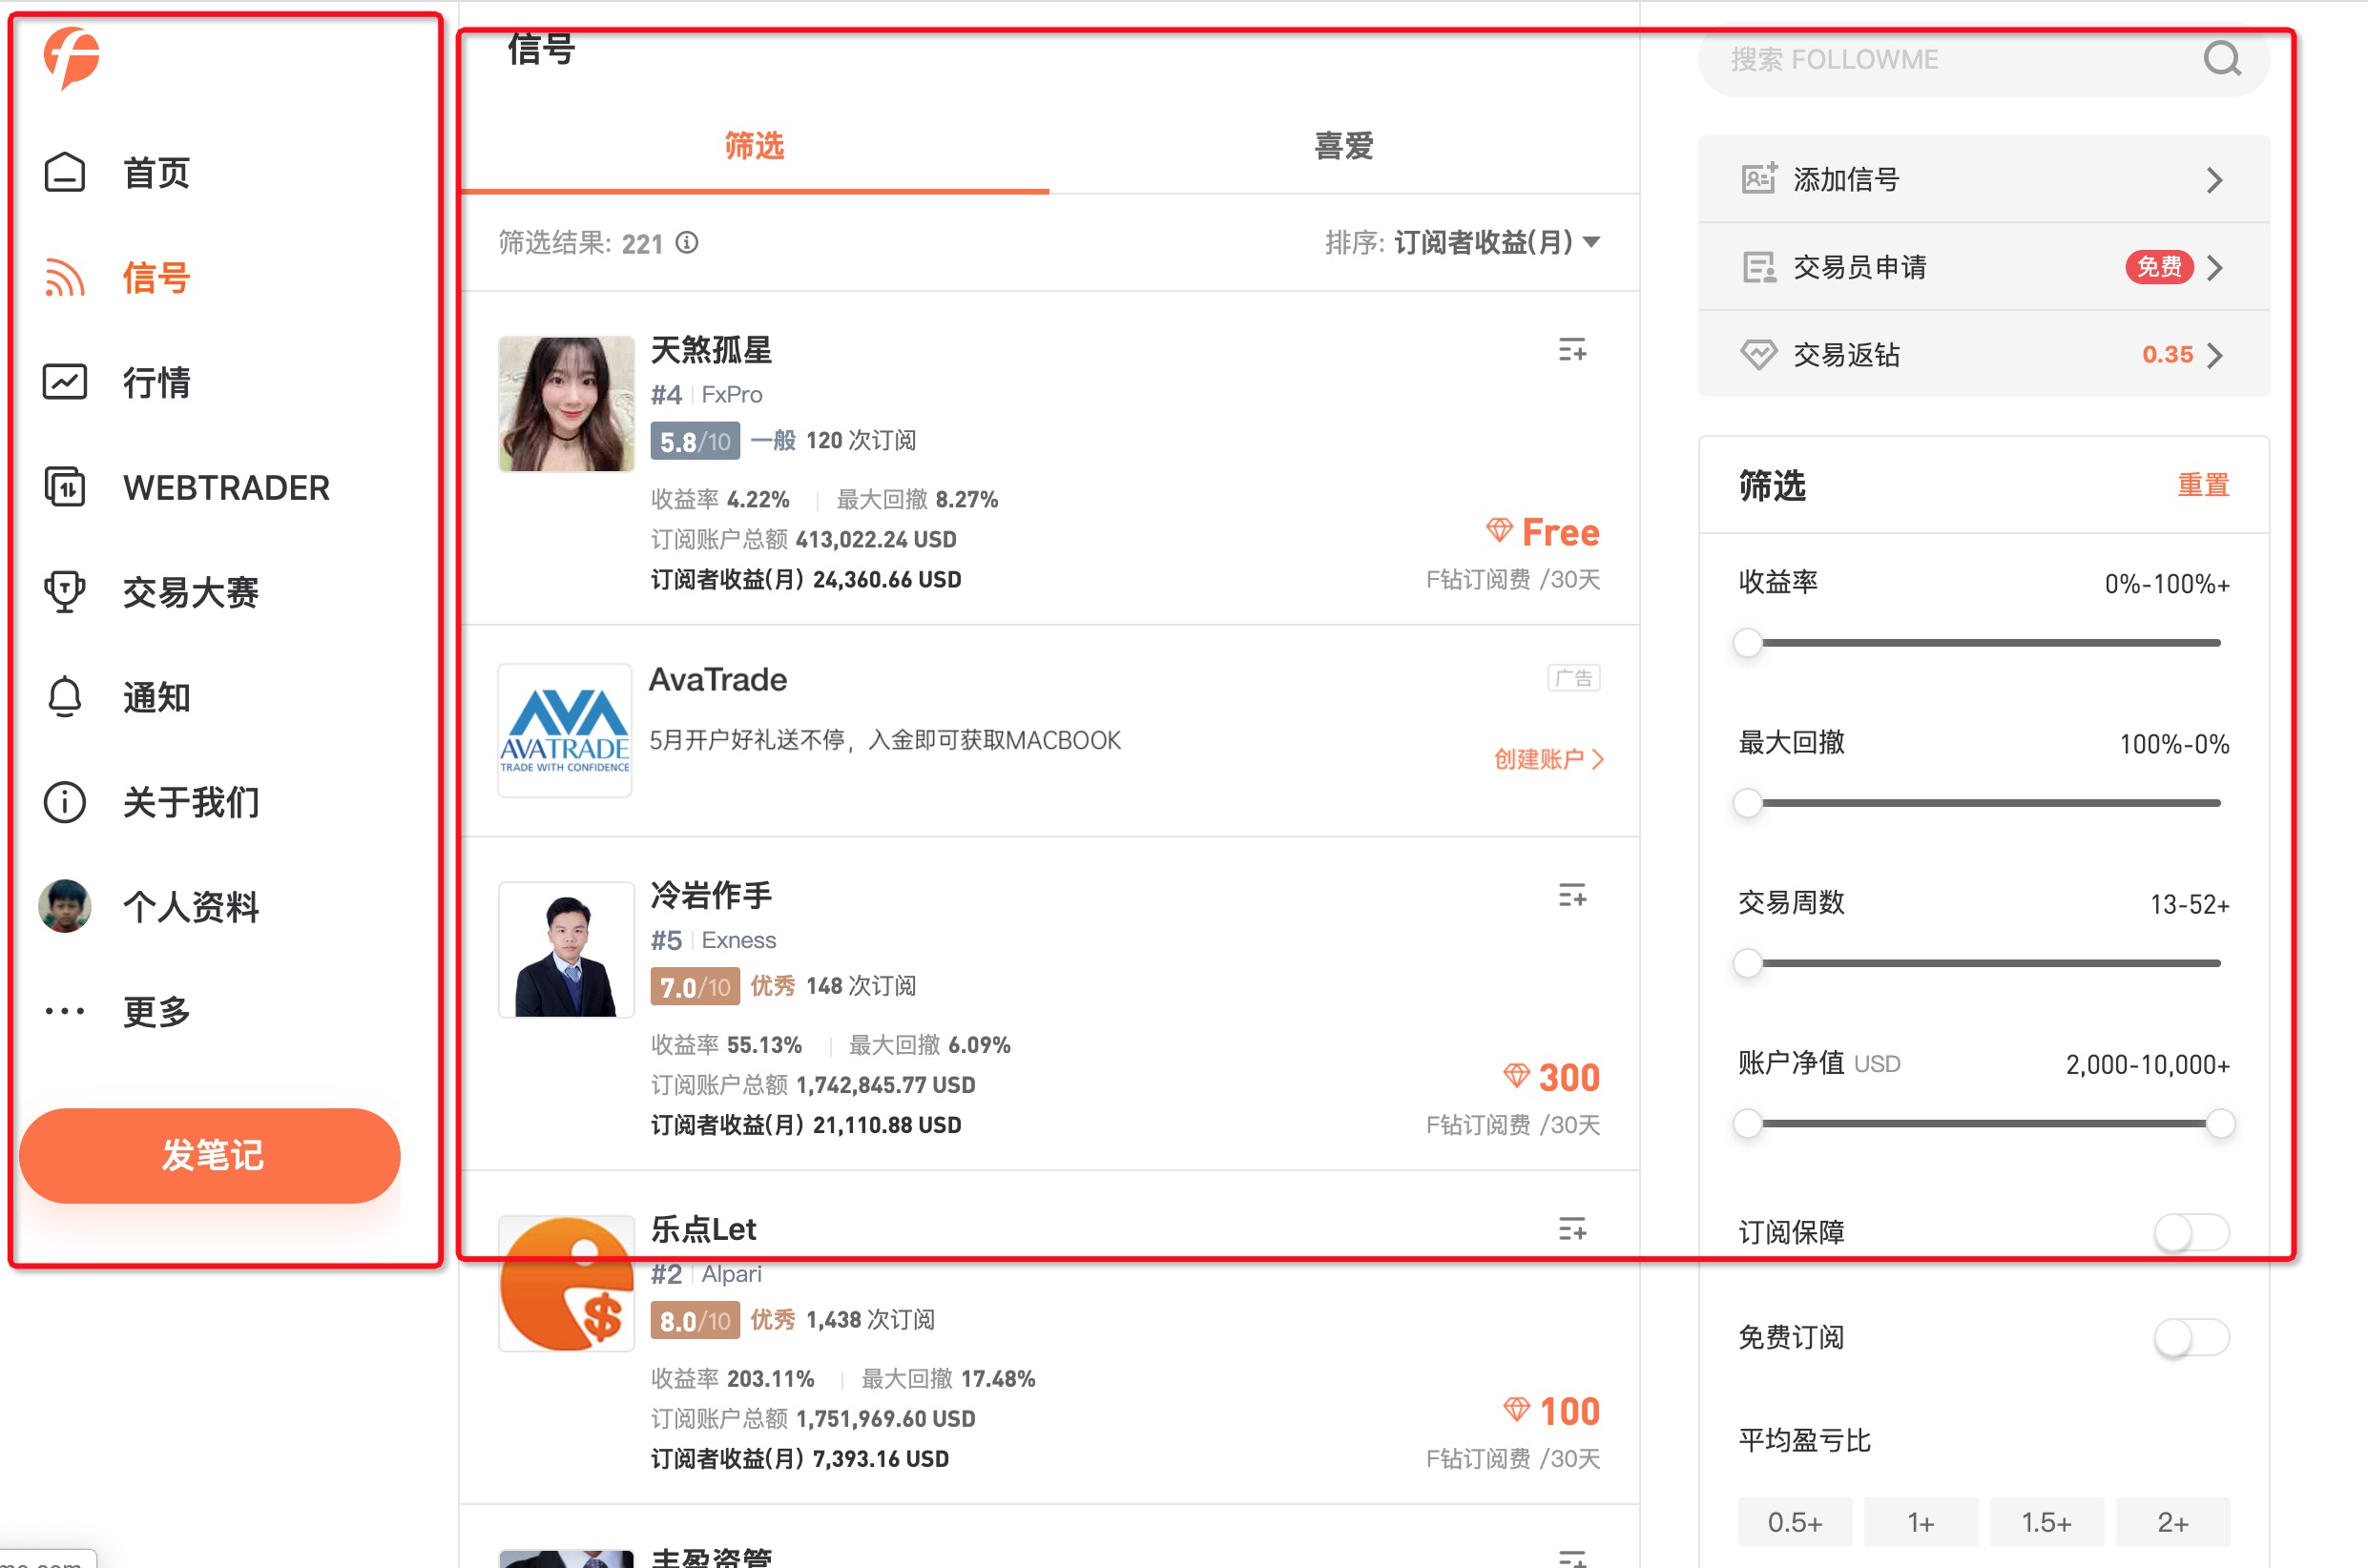 首页
信号
行情
WEBTRADER
交易大赛
通知
关于我们
个人资料
更多
发笔记
信号
筛选 喜爱
筛选结果: 221 排序: 订阅者收益(月)
天煞孤星
#4 FxPro
5.8/10 一般 120 次订阅
收益率 4.22% 最大回撤 8.27%
订阅账户总额 413,022.24 USD
Free
订阅者收益(月) 24,360.66 USD
F钻订阅费 /30天
AVATRADE
TRADE WITH CONFIDENCE
AvaTrade
广告
5月开户好礼送不停，入金即可获取MACBOOK
创建账户
冷岩作手
#5 Exness
7.0/10 优秀 148 次订阅
收益率 55.13% 最大回撤 6.09%
订阅账户总额 1,742,845.77 USD
300
订阅者收益(月) 21,110.88 USD
F钻订阅费 /30天
乐点Let
#2 Alpari
8.0/10 优秀 1,438 次订阅
收益率 203.11% 最大回撤 17.48%
订阅账户总额 1,751,969.60 USD
100
订阅者收益(月) 7,393.16 USD
F钻订阅费 /30天
丰盈资管
搜索 FOLLOWME
添加信号
交易员申请 免费
交易返钻 0.35
筛选 重置
收益率 0%-100%+
最大回撤 100%-0%
交易周数 13-52+
账户净值 USD 2,000-10,000+
订阅保障
免费订阅
平均盈亏比
0.5+ 1+ 1.5+ 2+